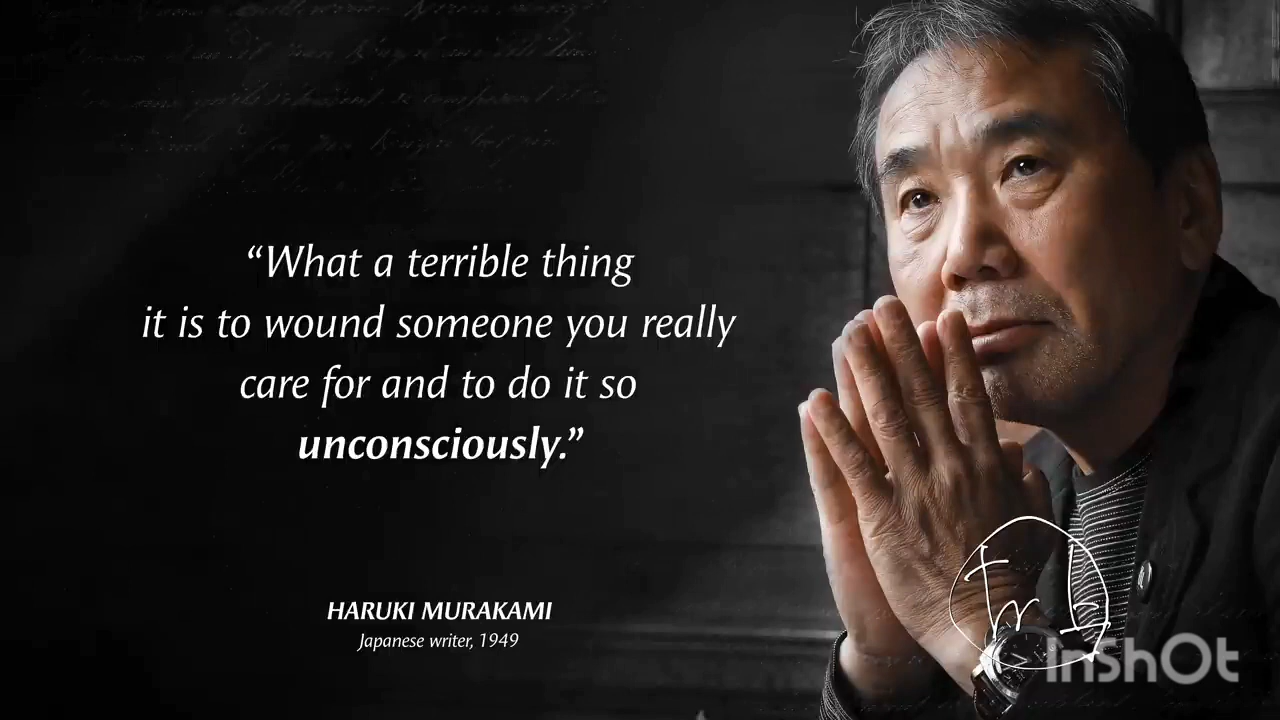 “What a terrible thing
it is to wound someone you really
care for and to do it so
unconsciously.”
HARUKI MURAKAMI
Japanese writer, 1949
InShOt